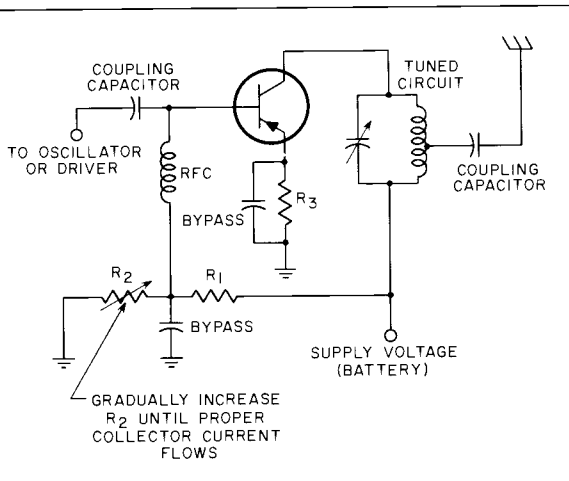 COUPLING
CAPACITOR
TUNED
CIRCUIT
TO OSCILLATOR
OR DRIVER
RFC
BYPASS
R3
COUPLING
CAPACITOR
R2
R1
BYPASS
SUPPLY VOLTAGE
(BATTERY)
GRADUALLY INCREASE
R2 UNTIL PROPER
COLLECTOR CURRENT
FLOWS